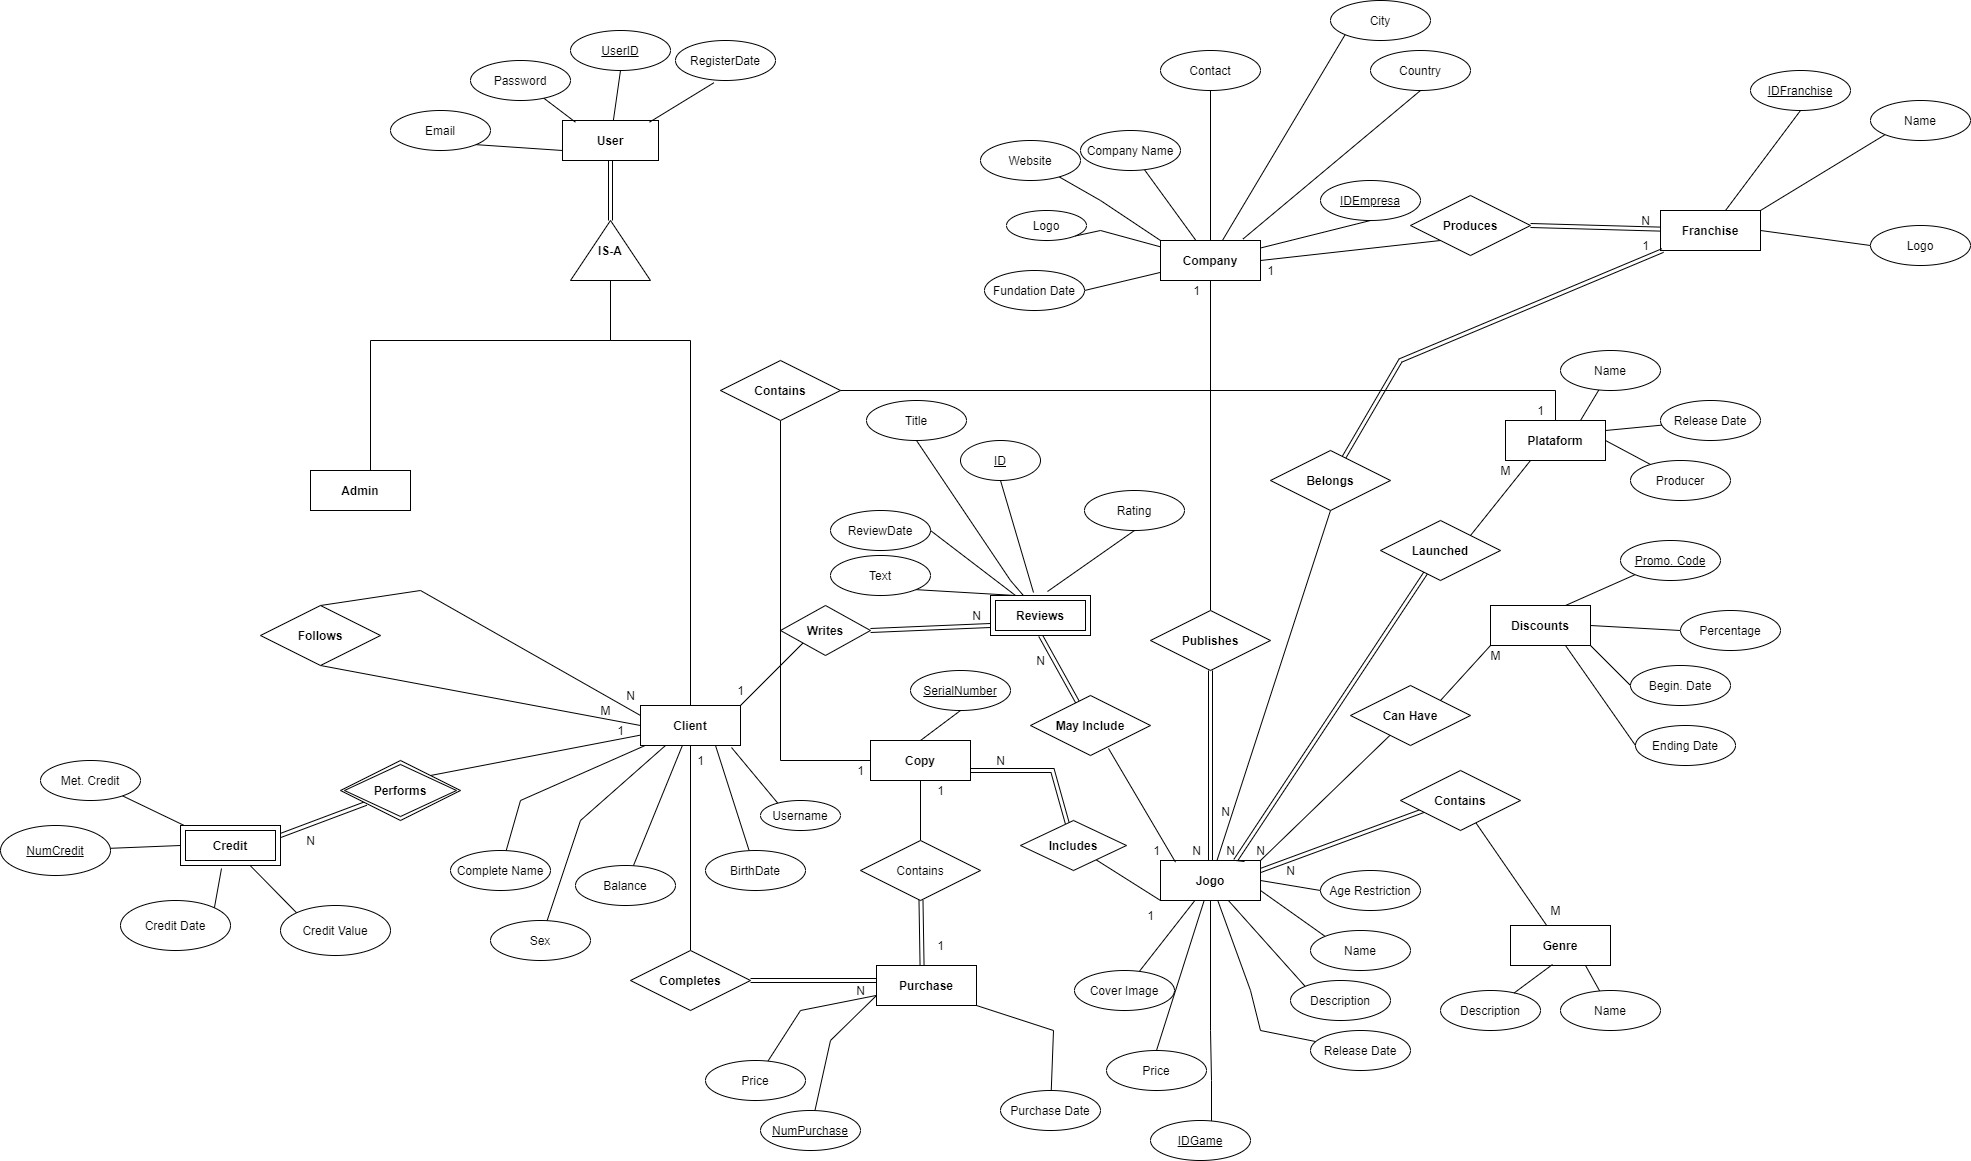 City
UserID
RegisterDate
Contact
Country
Password
IDFranchise
Email
User
Name
Company Name
Website
IDEmpresa
Logo
Produces
N
Franchise
1
Logo
IS-A
Company
1
Fundation Date
1
Contains
Name
1
Title
Release Date
Plataform
ID
M
Belongs
Producer
Admin
Rating
ReviewDate
Launched
Promo. Code
Text
N
Reviews
Discounts
Percentage
Follows
Writes
Publishes
N
M
SerialNumber
1
N
Begin. Date
M
Client
1
May Include
Can Have
Ending Date
1
Copy
N
1
Met. Credit
Performs
1
Contains
N
Username
NumCredit
Credit
N
Includes
1
N
N
N
Complete Name
Balance
BirthDate
Contains
Jogo
N
Age Restriction
Credit Date
Credit Value
Sex
1
M
1
Genre
Name
Completes
N
Purchase
Cover Image
Description
Description
Name
Release Date
Price
Price
Purchase Date
NumPurchase
IDGame